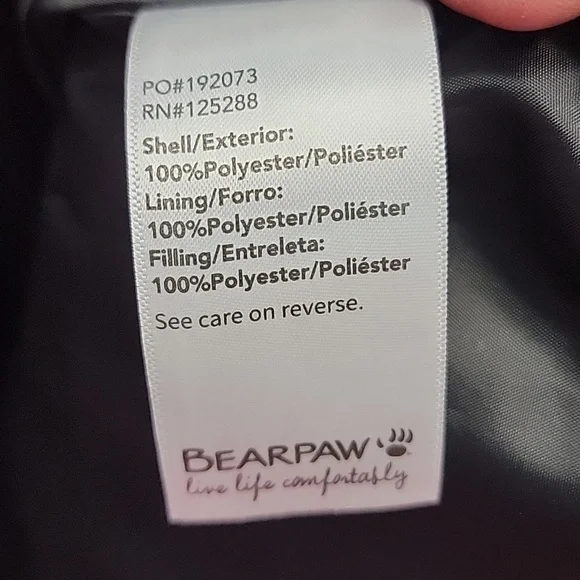 PO#192073
RN#125288
Shell/Exterior:
100%Polyester/Poliéster
Lining/Forro:
100%Polyester/Poliéster
Filling/Entreleta:
100%Polyester/Poliéster
See care on reverse.
BEARPAW
live life comfortably